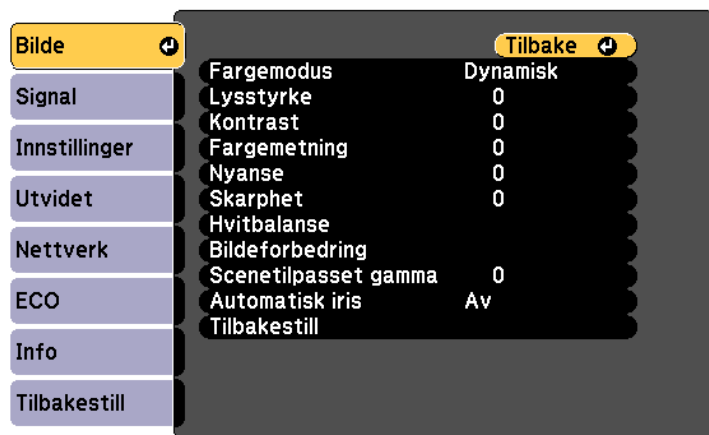 Bilde
Signal
Innstillinger
Utvidet
Nettverk
ECO
Info
Tilbakestill
Tilbake
Fargemodus Dynamisk
Lysstyrke 0
Kontrast 0
Fargemetning 0
Nyanse 0
Skarphet 0
Hvitbalanse
Bildeforbedring
Scenetilpasset gamma 0
Automatisk iris Av
Tilbakestill